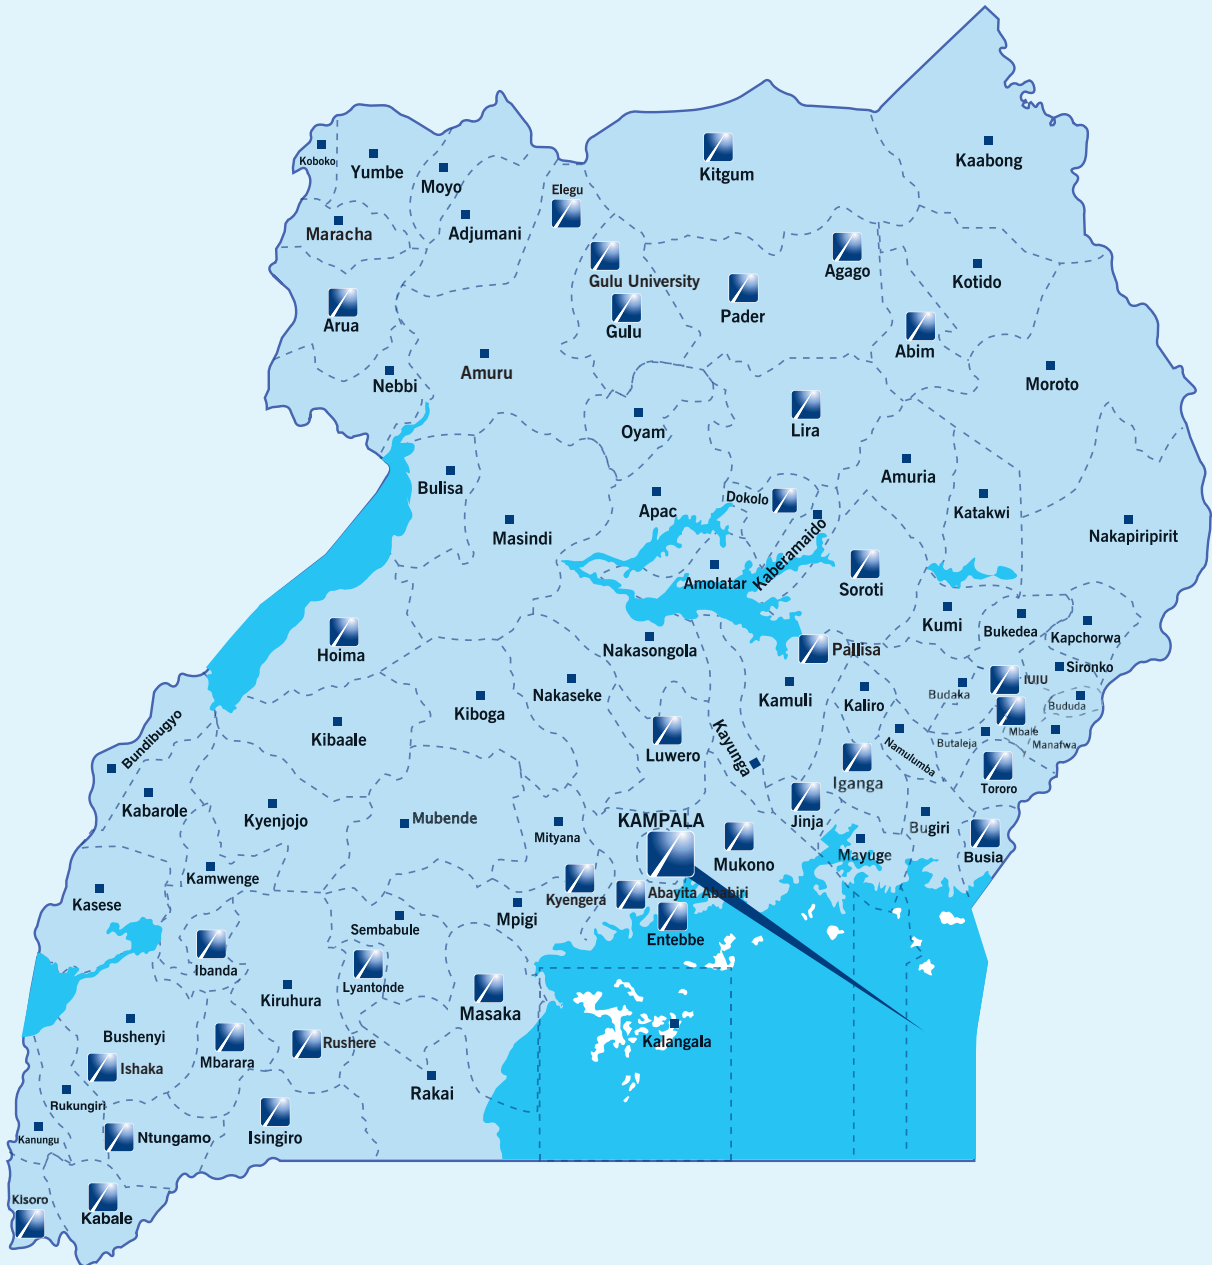 Koboko
Yumbe
Moyo
Elegu
Kitgum
Kaabong
Maracha
Adjumani
Gulu University
Agago
Kotido
Arua
Gulu
Pader
Abim
Nebbi
Amuru
Moroto
Oyam
Lira
Bulisa
Amuria
Masindi
Apac
Dokolo
Kaberamaido
Katakwi
Nakapiripirit
Amolatar
Soroti
Hoima
Nakasongola
Pallisa
Kumi
Bukedea
Kapchorwa
Bundibugyo
Kibaale
Kiboga
Nakaseke
Luwero
Kayunga
Kamuli
Kaliro
Budaka
IUIU
Sironko
Bududa
Mbale
Manafwa
Butaleja
Namulumba
Kabarole
Kyenjojo
Mubende
Mityana
KAMPALA
Mukono
Jinja
Iganga
Tororo
Mayuge
Bugiri
Busia
Kasese
Kamwenge
Kyengera
Abayita Ababiri
Sembabule
Mpigi
Entebbe
Ibanda
Lyantonde
Kiruhura
Masaka
Bushenyi
Mbarara
Rushere
Kalangala
Ishaka
Rukungiri
Rakai
Kanungu
Ntungamo
Isingiro
Kisoro
Kabale